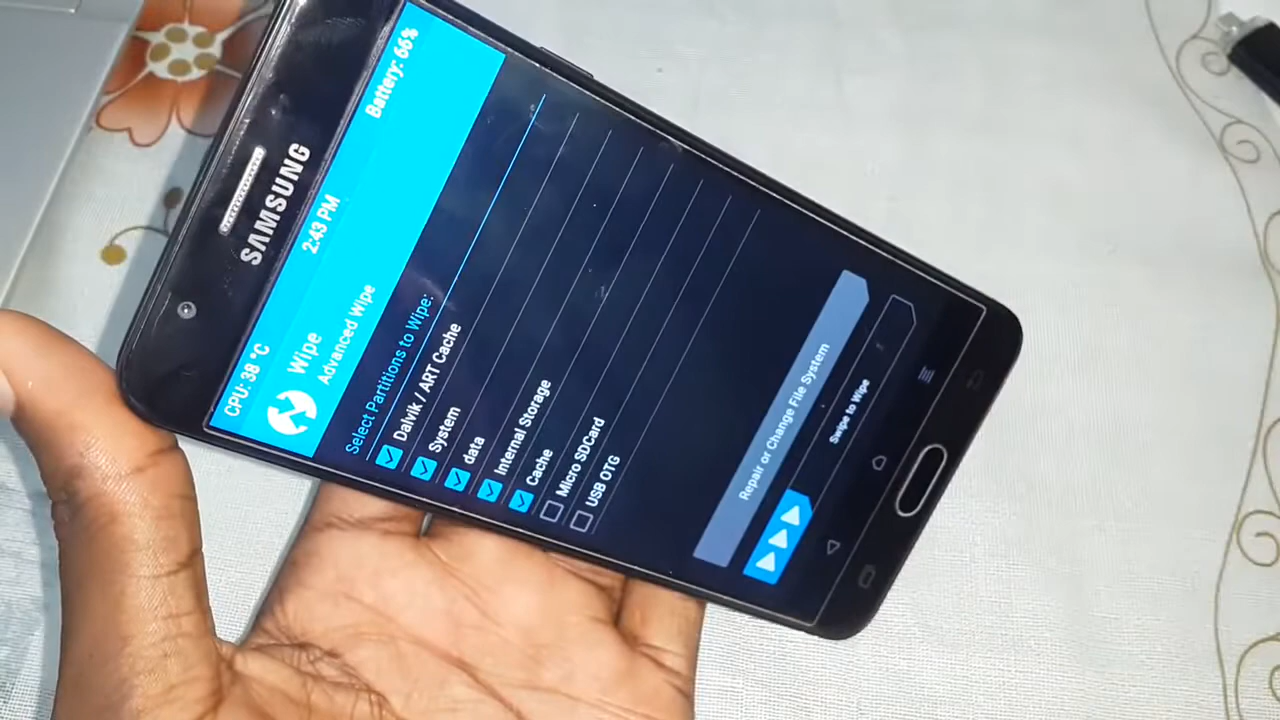 SAMSUNG
CPU: 38 °C
2:43 PM
Battery: 66%
Wipe
Advanced Wipe
Select Partitions to Wipe:
Dalvik / ART Cache
System
data
Internal Storage
Cache
Micro SDCard
USB OTG
Repair or Change File System
Swipe to Wipe